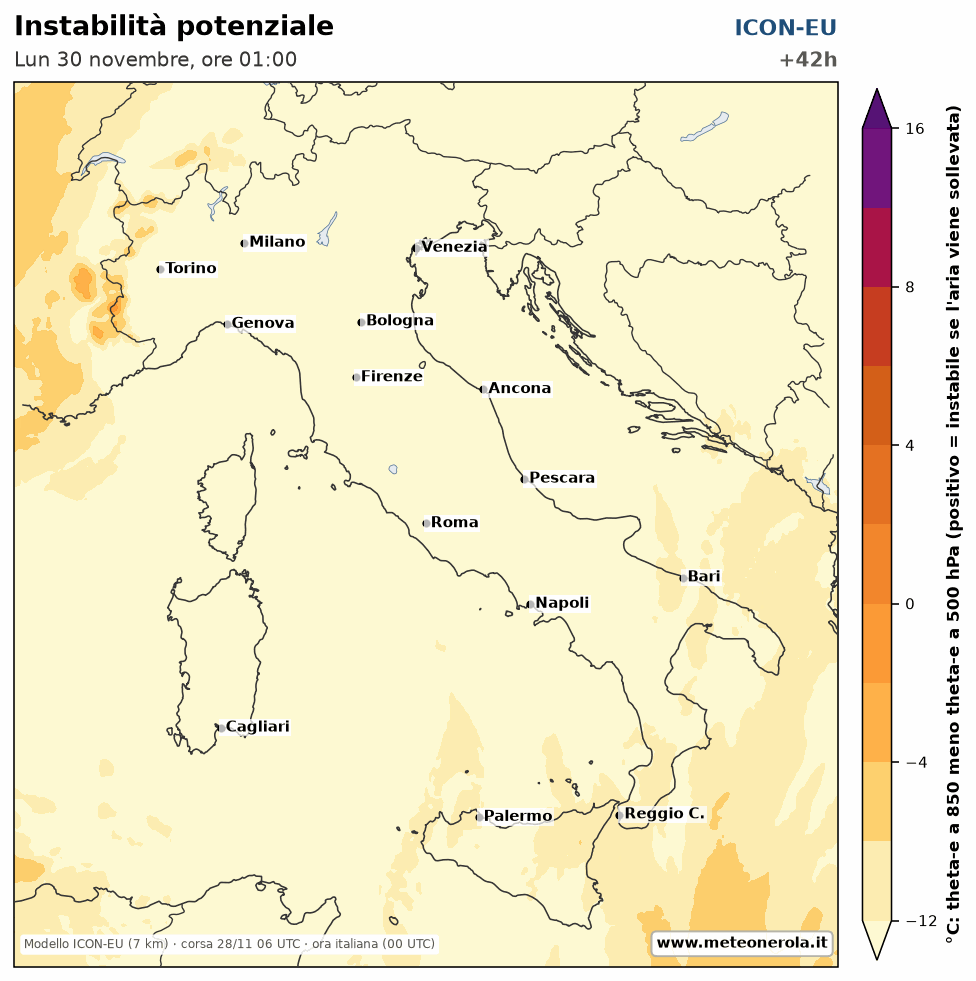 Instabilità potenziale
ICON-EU
Lun 30 novembre, ore 01:00
+42h
Milano
Venezia
Torino
Genova
Bologna
Firenze
Ancona
Pescara
Roma
Bari
Napoli
Cagliari
Palermo
Reggio C.
16
8
4
0
−4
−12
°C: theta-e a 850 meno theta-e a 500 hPa (positivo = instabile se l'aria viene sollevata)
Modello ICON-EU (7 km) · corsa 28/11 06 UTC · ora italiana (00 UTC)
www.meteonerola.it